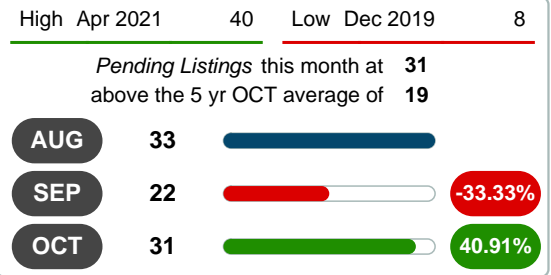 High Apr 2021 40 Low Dec 2019 8
Pending Listings this month at 31
above the 5 yr OCT average of 19
AUG 33
SEP 22 -33.33%
OCT 31 40.91%